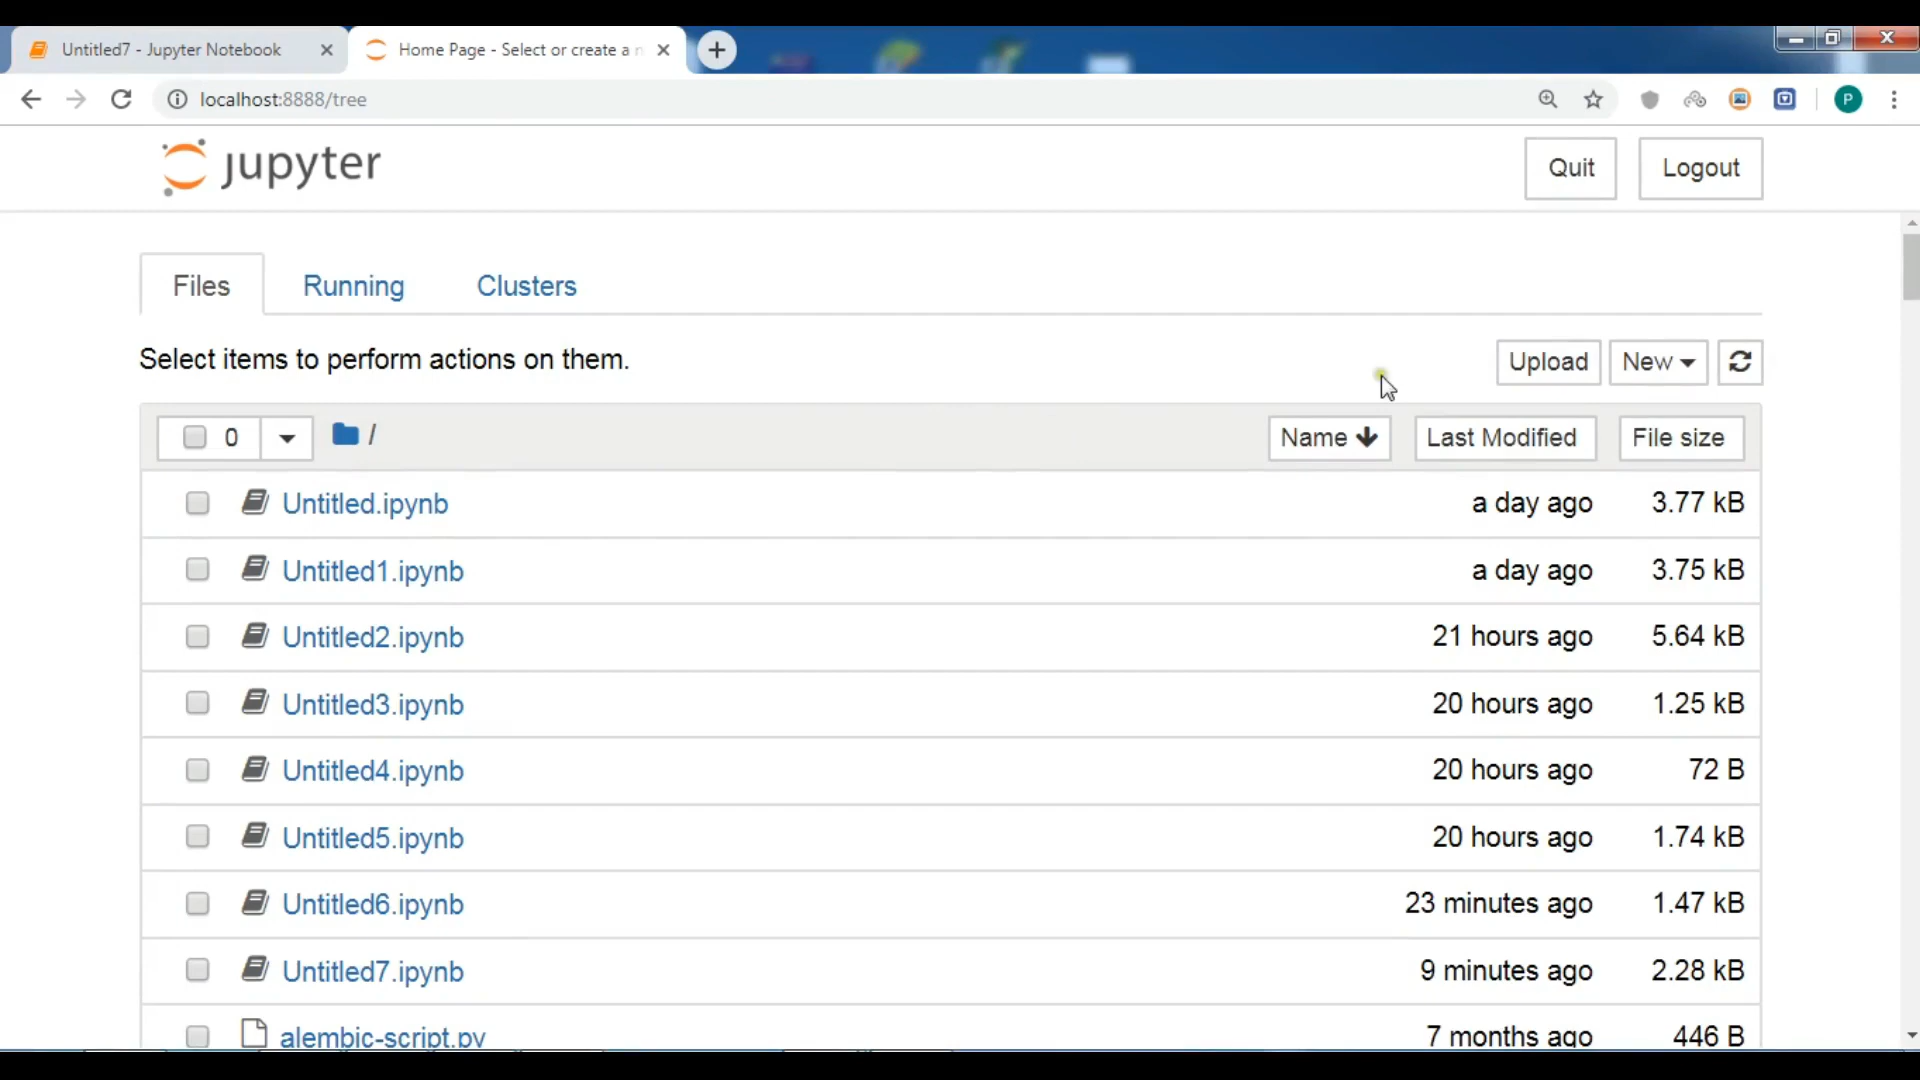 Untitled7 - Jupyter Notebook
Home Page - Select or create a n
localhost:8888/tree
P
jupyter
Quit
Logout
Files
Running
Clusters
Select items to perform actions on them.
Upload
New
0
/
Name
Last Modified
File size
Untitled.ipynb a day ago 3.77 kB
Untitled1.ipynb a day ago 3.75 kB
Untitled2.ipynb 21 hours ago 5.64 kB
Untitled3.ipynb 20 hours ago 1.25 kB
Untitled4.ipynb 20 hours ago 72 B
Untitled5.ipynb 20 hours ago 1.74 kB
Untitled6.ipynb 23 minutes ago 1.47 kB
Untitled7.ipynb 9 minutes ago 2.28 kB
alembic-script.py 7 months ago 446 B